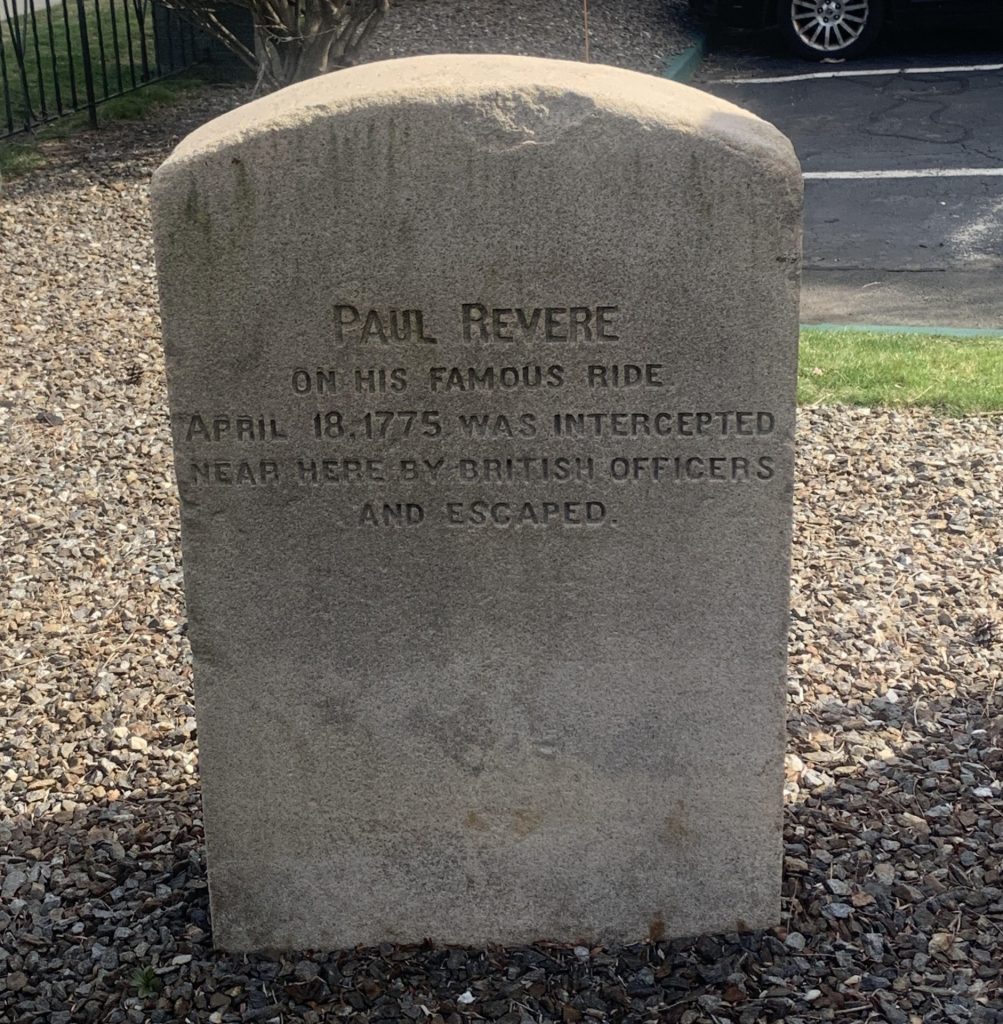 PAUL REVERE
ON HIS FAMOUS RIDE
APRIL 18, 1775 WAS INTERCEPTED
NEAR HERE BY BRITISH OFFICERS
AND ESCAPED.